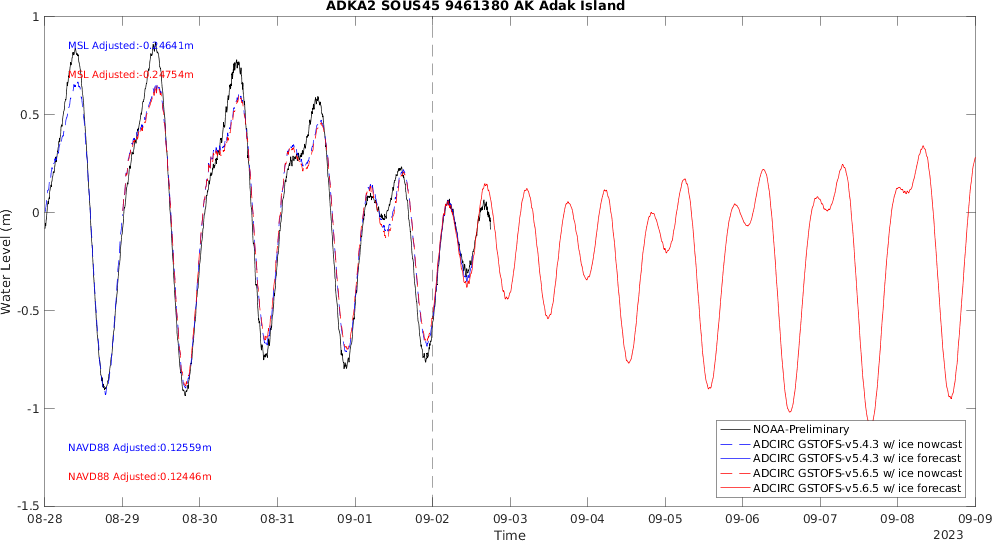 ADKA2 SOUS45 9461380 AK Adak Island
MSL Adjusted:-0.24641m
MSL Adjusted:-0.24754m
NAVD88 Adjusted:0.12559m
NAVD88 Adjusted:0.12446m
Water Level (m)
1
0.5
0
-0.5
-1
-1.5
NOAA-Preliminary
ADCIRC GSTOFS-v5.4.3 w/ ice nowcast
ADCIRC GSTOFS-v5.4.3 w/ ice forecast
ADCIRC GSTOFS-v5.6.5 w/ ice nowcast
ADCIRC GSTOFS-v5.6.5 w/ ice forecast
08-28 08-29 08-30 08-31 09-01 09-02 09-03 09-04 09-05 09-06 09-07 09-08 09-09
Time
2023